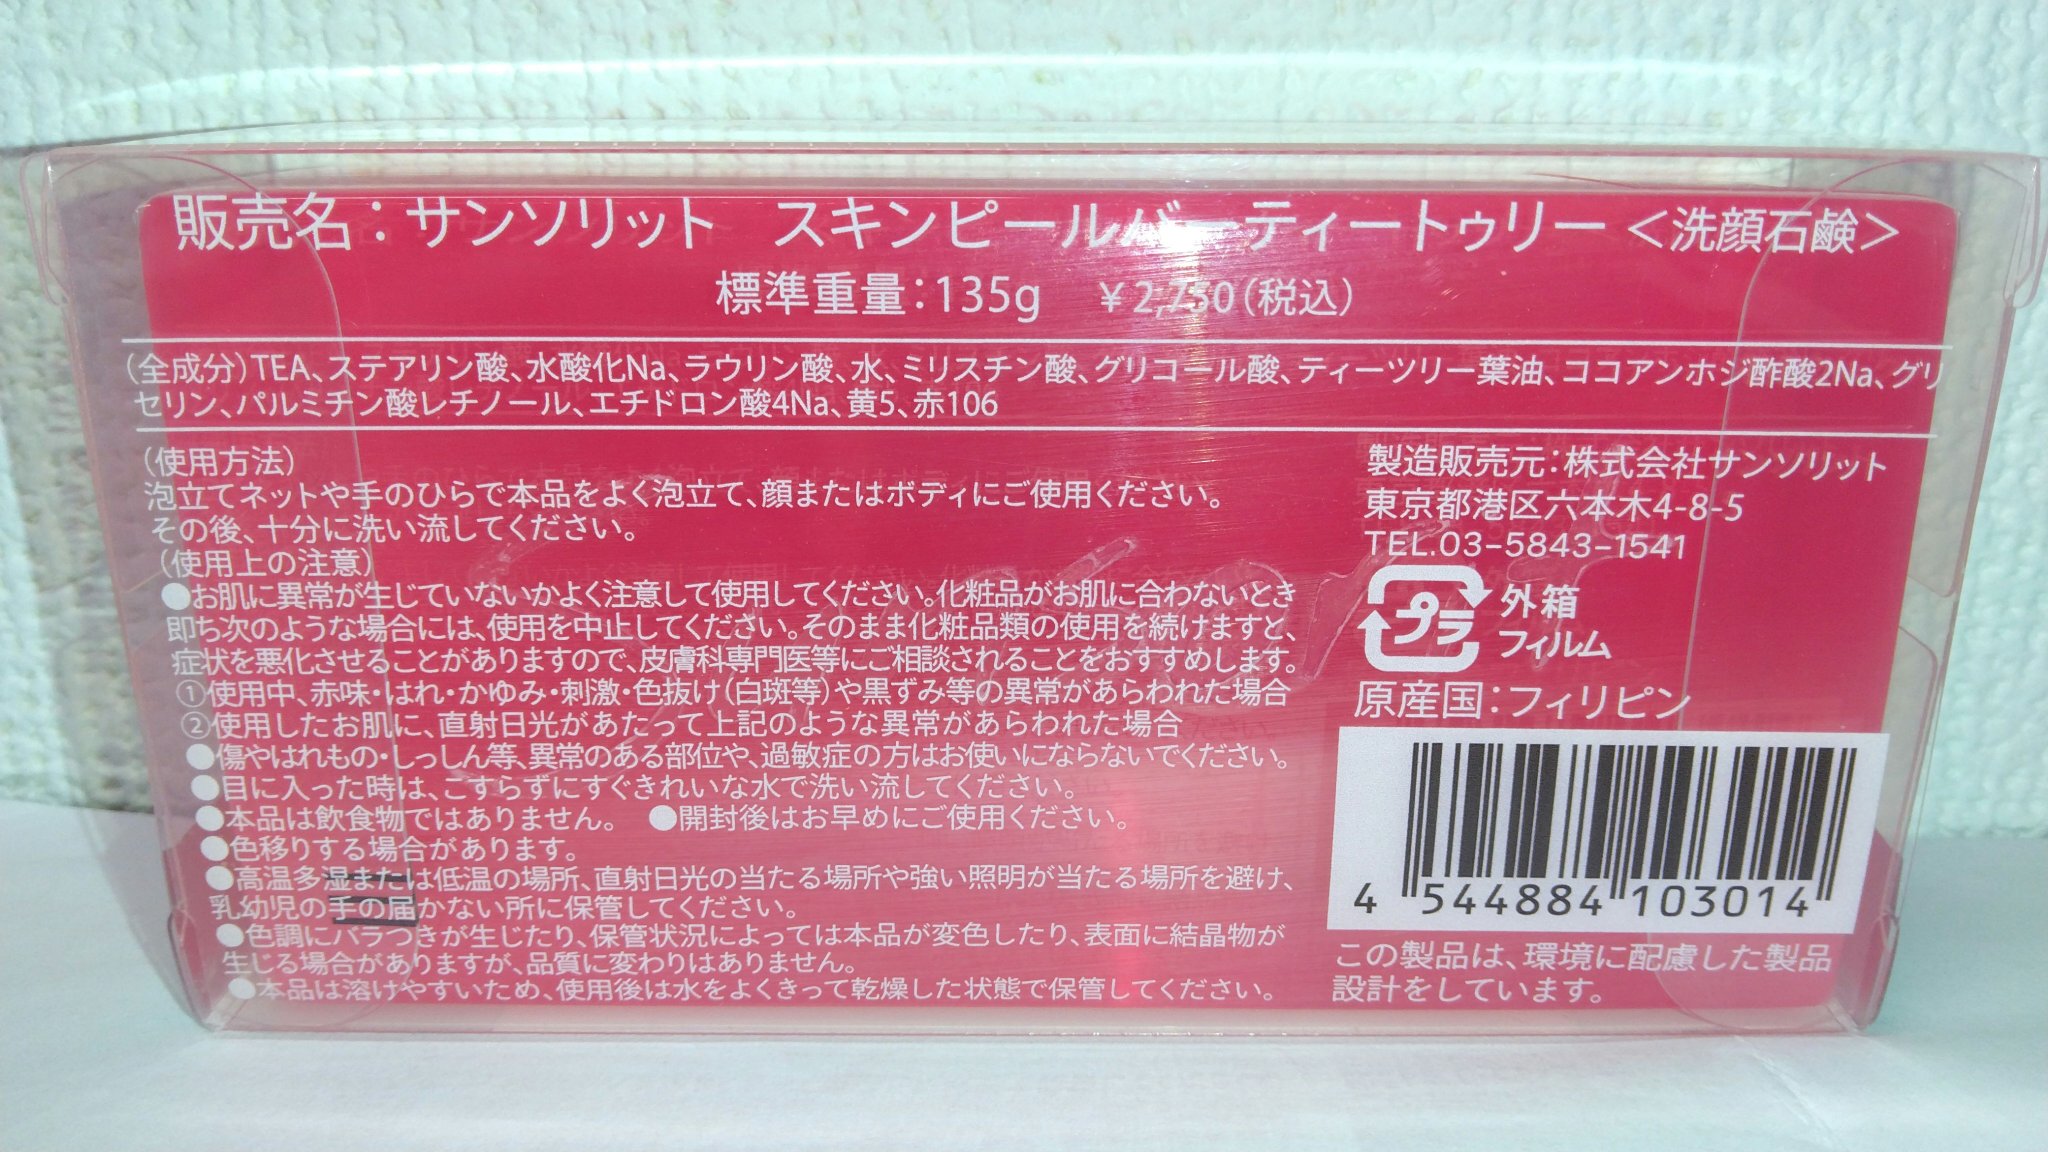 販売名：サンソリット　スキンピールバーティートゥリー＜洗顔石鹸＞
標準重量：135g　￥2,750（税込）
（全成分）TEA、ステアリン酸、水酸化Na、ラウリン酸、水、ミリスチン酸、グリコール酸、ティーツリー葉油、ココアンホジ酢酸2Na、グリ
セリン、パルミチン酸レチノール、エチドロン酸4Na、黄5、赤106
（使用方法）
泡立てネットや手のひらで本品をよく泡立て、顔またはボディにご使用ください。
その後、十分に洗い流してください。
（使用上の注意）
●お肌に異常が生じていないかよく注意して使用してください。化粧品がお肌に合わないとき
即ち次のような場合には、使用を中止してください。そのまま化粧品類の使用を続けますと、
症状を悪化させることがありますので、皮膚科専門医等にご相談されることをおすすめします。
①使用中、赤味・はれ・かゆみ・刺激・色抜け（白斑等）や黒ずみ等の異常があらわれた場合
②使用したお肌に、直射日光があたって上記のような異常があらわれた場合
●傷やはれもの・しっしん等、異常のある部位や、過敏症の方はお使いにならないでください。
●目に入った時は、こすらずにすぐきれいな水で洗い流してください。
●本品は飲食物ではありません。　●開封後はお早めにご使用ください。
●色移りする場合があります。
●高温多湿または低温の場所、直射日光の当たる場所や強い照明が当たる場所を避け、
乳幼児の手の届かない所に保管してください。
●色調にバラつきが生じたり、保管状況によっては本品が変色したり、表面に結晶物が
生じる場合がありますが、品質に変わりはありません。
●本品は溶けやすいため、使用後は水をよくきって乾燥した状態で保管してください。
製造販売元：株式会社サンソリット
東京都港区六本木4-8-5
TEL.03-5843-1541
プラ
外箱
フィルム
原産国：フィリピン
4 544884 103014
この製品は、環境に配慮した製品
設計をしています。